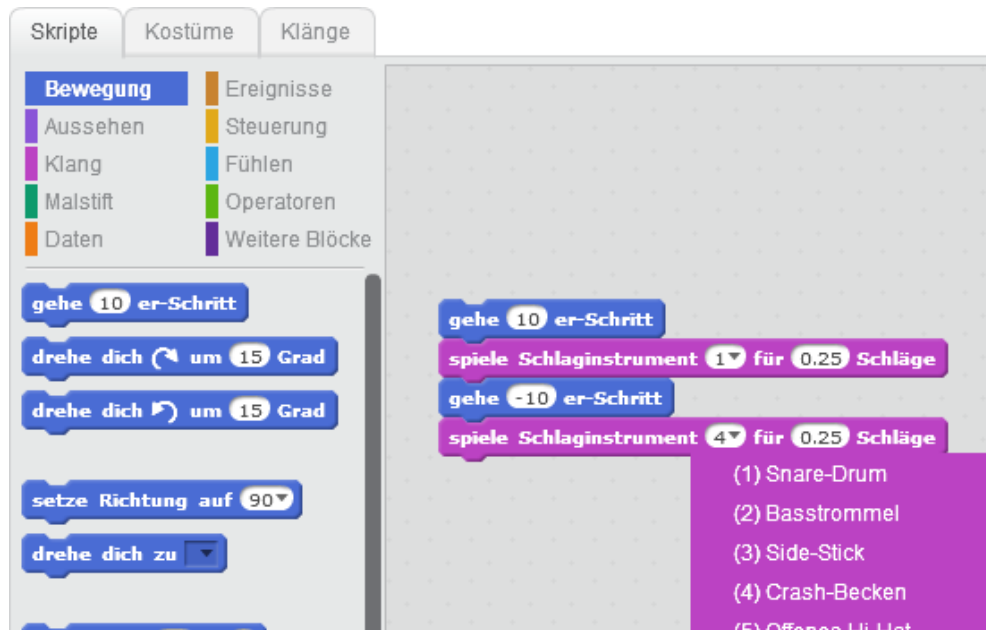 Skripte Kostüme Klänge
Bewegung Ereignisse
Aussehen Steuerung
Klang Fühlen
Malstift Operatoren
Daten Weitere Blöcke
gehe 10 er-Schritt
drehe dich um 15 Grad
drehe dich um 15 Grad
setze Richtung auf 90
drehe dich zu
gehe 10 er-Schritt
spiele Schlaginstrument 1 für 0.25 Schläge
gehe -10 er-Schritt
spiele Schlaginstrument 4 für 0.25 Schläge
(1) Snare-Drum
(2) Basstrommel
(3) Side-Stick
(4) Crash-Becken